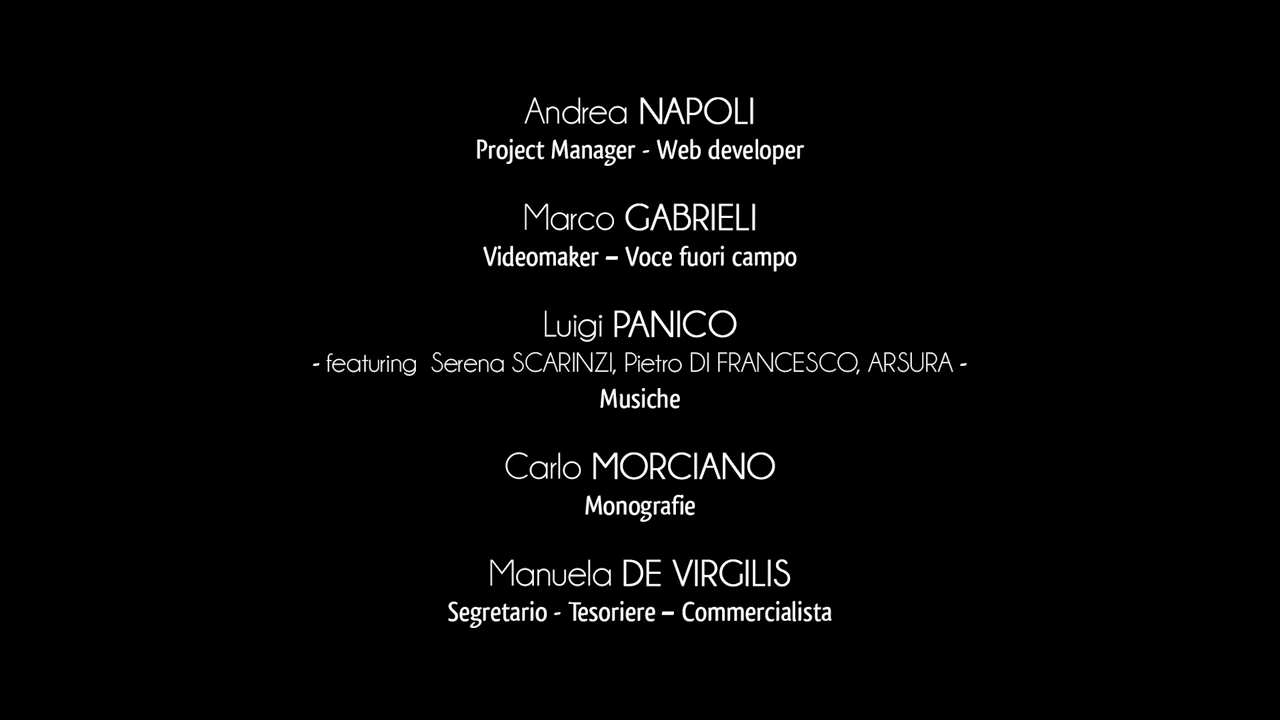 Andrea NAPOLI
Project Manager - Web developer
Marco GABRIELI
Videomaker – Voce fuori campo
Luigi PANICO
- featuring  Serena SCARINZI, Pietro DI FRANCESCO, ARSURA -
Musiche
Carlo MORCIANO
Monografie
Manuela DE VIRGILIS
Segretario - Tesoriere – Commercialista